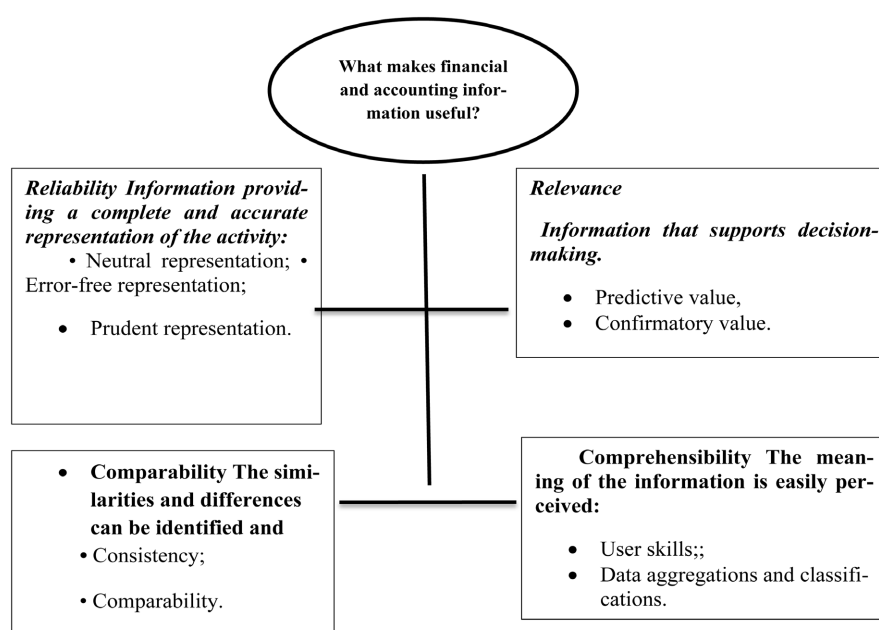 What makes financial
and accounting infor-
mation useful?
Reliability Information provid-
ing a complete and accurate
representation of the activity:
• Neutral representation; •
Error-free representation;
• Prudent representation.
Relevance
Information that supports decision-
making.
• Predictive value,
• Confirmatory value.
• Comparability The simi-
larities and differences
can be identified and
• Consistency;
• Comparability.
Comprehensibility The mean-
ing of the information is easily per-
ceived:
• User skills;;
• Data aggregations and classifi-
cations.